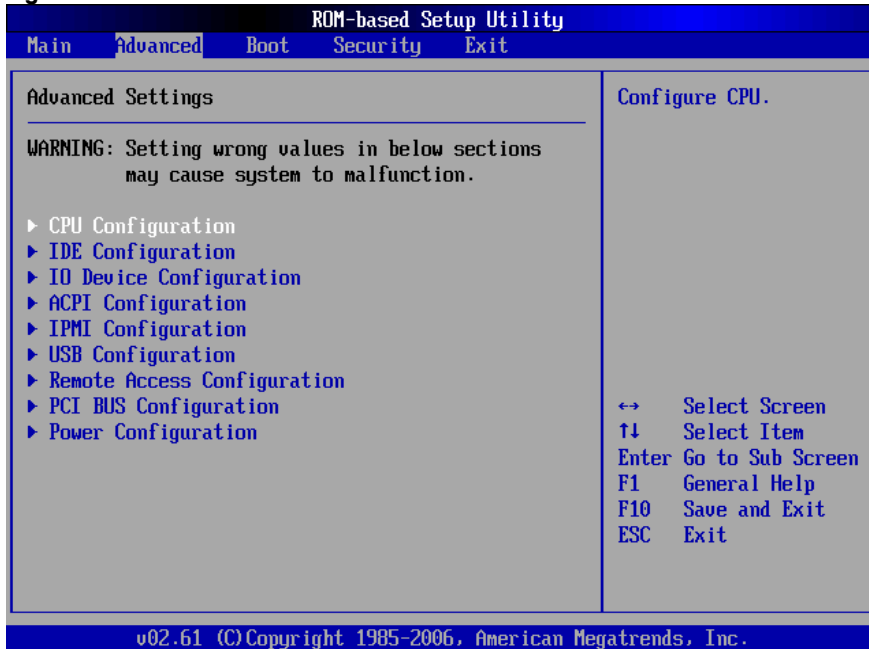 ROM-based Setup Utility
Main Advanced Boot Security Exit
Advanced Settings
WARNING: Setting wrong values in below sections
may cause system to malfunction.
▶ CPU Configuration
▶ IDE Configuration
▶ IO Device Configuration
▶ ACPI Configuration
▶ IPMI Configuration
▶ USB Configuration
▶ Remote Access Configuration
▶ PCI BUS Configuration
▶ Power Configuration
Configure CPU.
↔ Select Screen
↑↓ Select Item
Enter Go to Sub Screen
F1 General Help
F10 Save and Exit
ESC Exit
v02.61 (C)Copyright 1985-2006, American Megatrends, Inc.